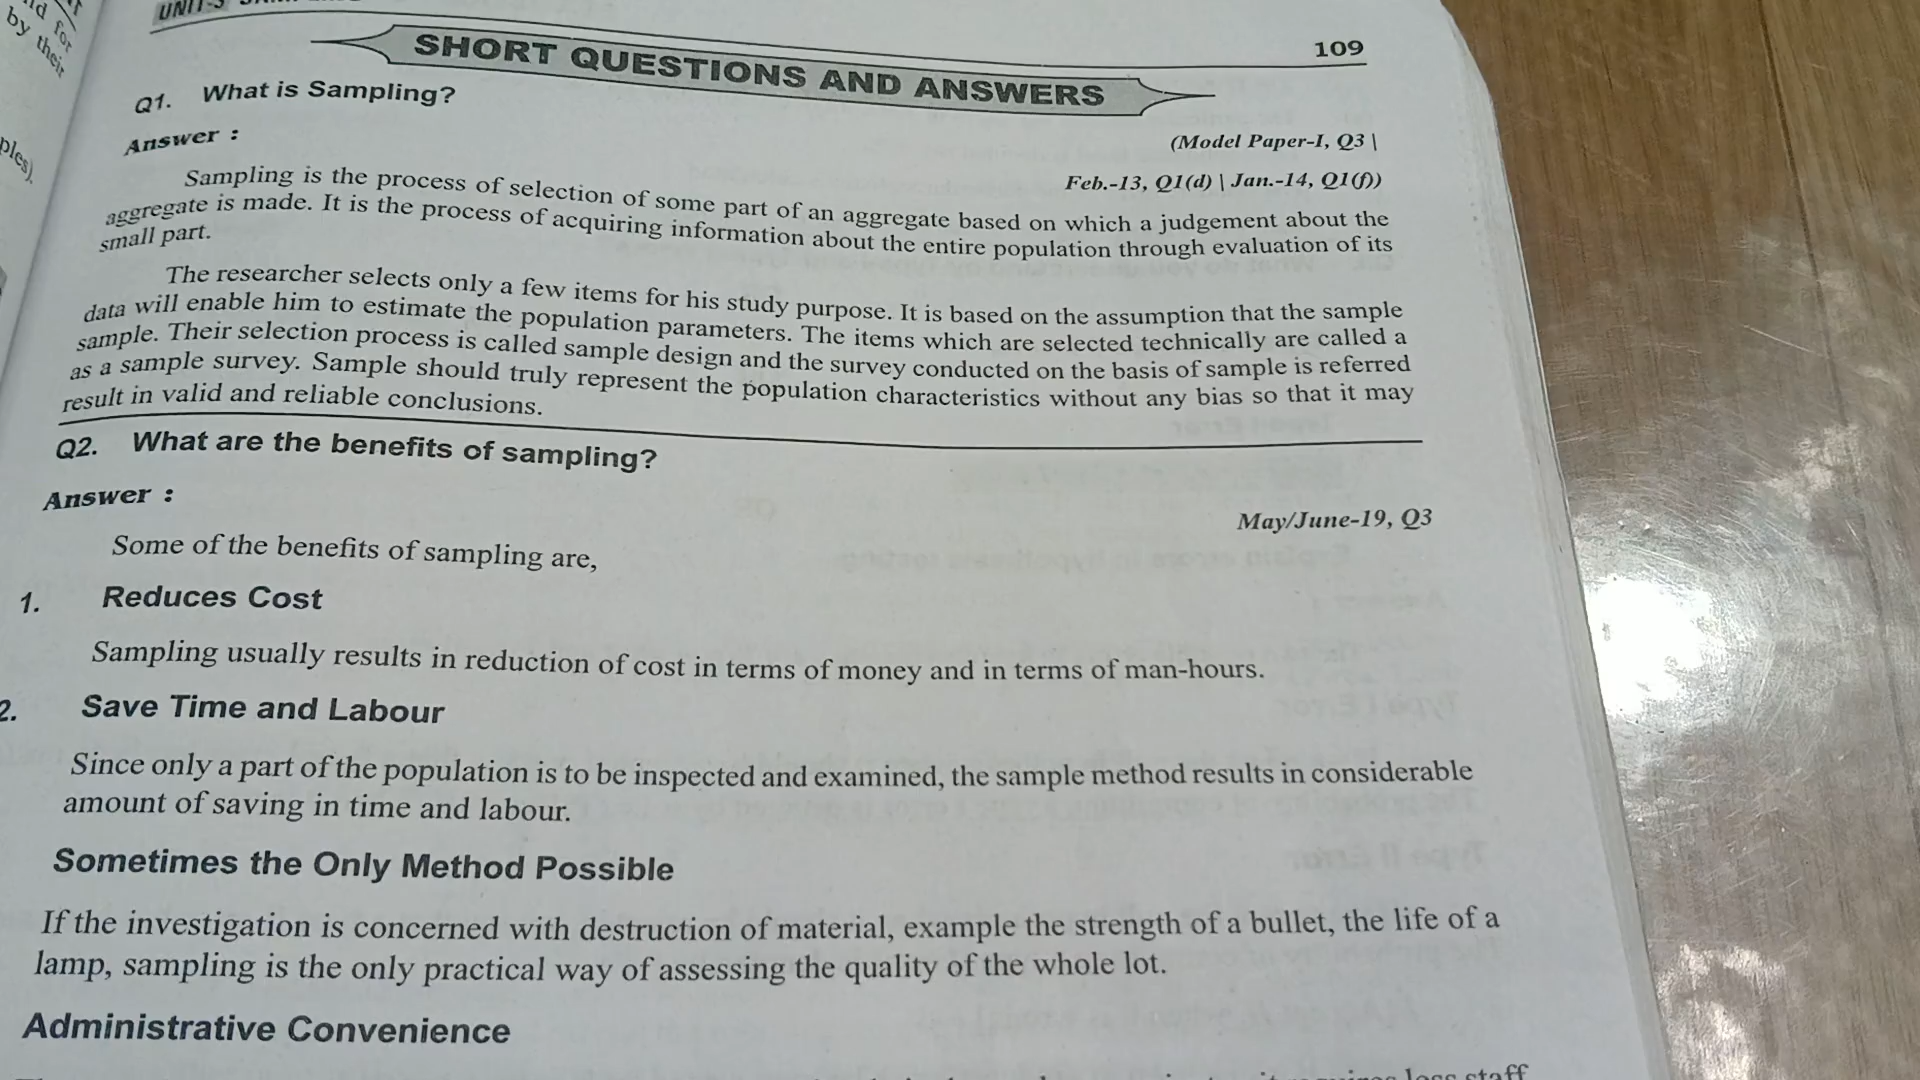 UNIT-3
109
SHORT QUESTIONS AND ANSWERS
Q1. What is Sampling?
Answer :
(Model Paper-I, Q3 |
Feb.-13, Q1(d) | Jan.-14, Q1(f))
Sampling is the process of selection of some part of an aggregate based on which a judgement about the
aggregate is made. It is the process of acquiring information about the entire population through evaluation of its
small part.
The researcher selects only a few items for his study purpose. It is based on the assumption that the sample
data will enable him to estimate the population parameters. The items which are selected technically are called a
sample. Their selection process is called sample design and the survey conducted on the basis of sample is referred
as a sample survey. Sample should truly represent the population characteristics without any bias so that it may
result in valid and reliable conclusions.
Q2. What are the benefits of sampling?
Answer :
May/June-19, Q3
Some of the benefits of sampling are,
1. Reduces Cost
Sampling usually results in reduction of cost in terms of money and in terms of man-hours.
2. Save Time and Labour
Since only a part of the population is to be inspected and examined, the sample method results in considerable
amount of saving in time and labour.
Sometimes the Only Method Possible
If the investigation is concerned with destruction of material, example the strength of a bullet, the life of a
lamp, sampling is the only practical way of assessing the quality of the whole lot.
Administrative Convenience
less staff
for
by their
ples).